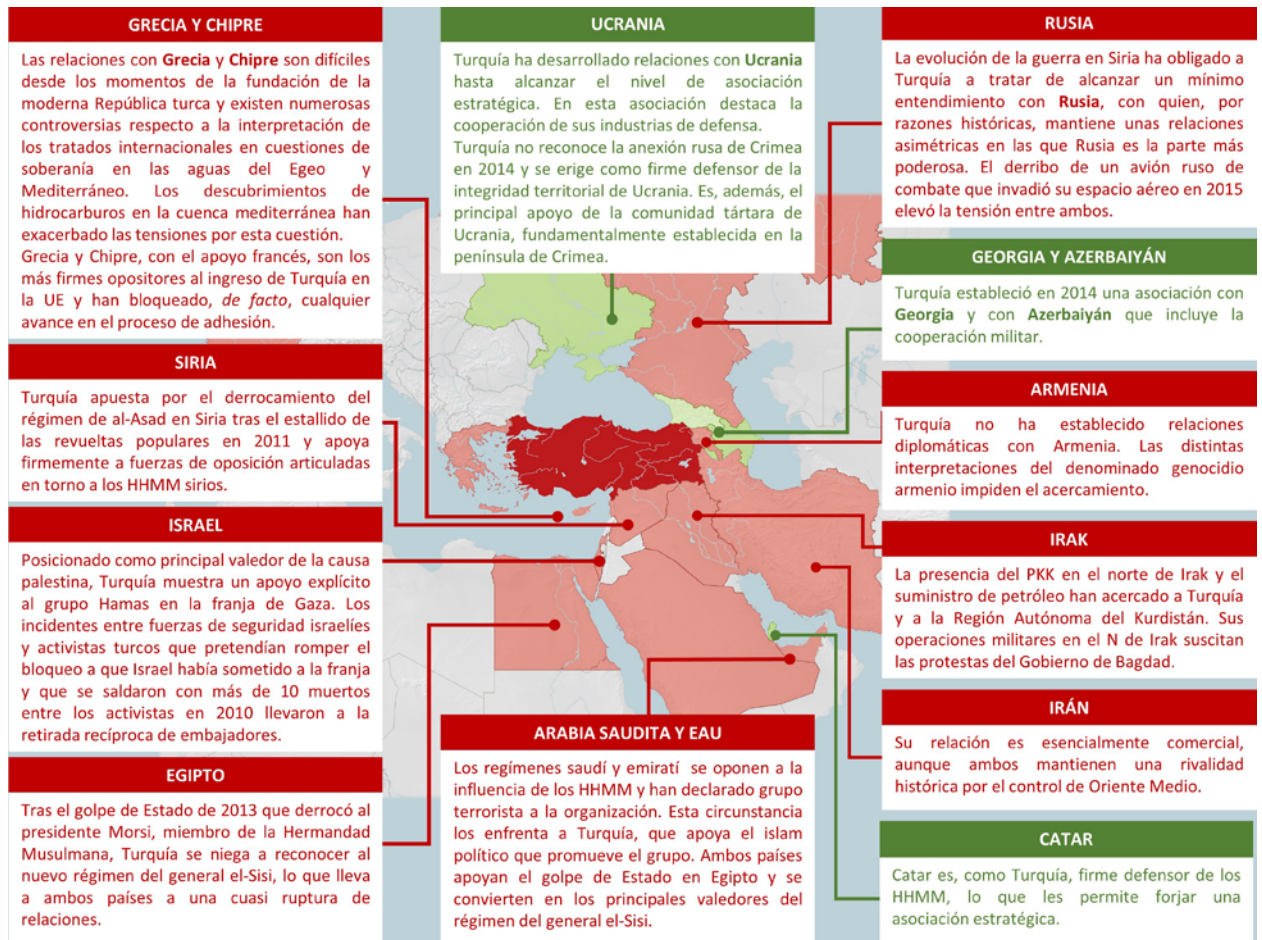 GRECIA Y CHIPRE
Las relaciones con Grecia y Chipre son difíciles
desde los momentos de la fundación de la
moderna República turca y existen numerosas
controversias respecto a la interpretación de
los tratados internacionales en cuestiones de
soberanía en las aguas del Egeo y
Mediterráneo. Los descubrimientos de
hidrocarburos en la cuenca mediterránea han
exacerbado las tensiones por esta cuestión.
Grecia y Chipre, con el apoyo francés, son los
más firmes opositores al ingreso de Turquía en
la UE y han bloqueado, de facto, cualquier
avance en el proceso de adhesión.
SIRIA
Turquía apuesta por el derrocamiento del
régimen de al-Asad en Siria tras el estallido de
las revueltas populares en 2011 y apoya
firmemente a fuerzas de oposición articuladas
en torno a los HHMM sirios.
ISRAEL
Posicionado como principal valedor de la causa
palestina, Turquía muestra un apoyo explícito
al grupo Hamas en la franja de Gaza. Los
incidentes entre fuerzas de seguridad israelíes
y activistas turcos que pretendían romper el
bloqueo a que Israel había sometido a la franja
y que se saldaron con más de 10 muertos
entre los activistas en 2010 llevaron a la
retirada recíproca de embajadores.
EGIPTO
Tras el golpe de Estado de 2013 que derrocó al
presidente Morsi, miembro de la Hermandad
Musulmana, Turquía se niega a reconocer al
nuevo régimen del general el-Sisi, lo que lleva
a ambos países a una cuasi ruptura de
relaciones.
UCRANIA
Turquía ha desarrollado relaciones con Ucrania
hasta alcanzar el nivel de asociación
estratégica. En esta asociación destaca la
cooperación de sus industrias de defensa.
Turquía no reconoce la anexión rusa de Crimea
en 2014 y se erige como firme defensor de la
integridad territorial de Ucrania. Es, además, el
principal apoyo de la comunidad tártara de
Ucrania, fundamentalmente establecida en la
península de Crimea.
ARABIA SAUDITA Y EAU
Los regímenes saudí y emiratí se oponen a la
influencia de los HHMM y han declarado grupo
terrorista a la organización. Esta circunstancia
los enfrenta a Turquía, que apoya el islam
político que promueve el grupo. Ambos países
apoyan el golpe de Estado en Egipto y se
convierten en los principales valedores del
régimen del general el-Sisi.
RUSIA
La evolución de la guerra en Siria ha obligado a
Turquía a tratar de alcanzar un mínimo
entendimiento con Rusia, con quien, por
razones históricas, mantiene unas relaciones
asimétricas en las que Rusia es la parte más
poderosa. El derribo de un avión ruso de
combate que invadió su espacio aéreo en 2015
elevó la tensión entre ambos.
GEORGIA Y AZERBAIYÁN
Turquía estableció en 2014 una asociación con
Georgia y con Azerbaiyán que incluye la
cooperación militar.
ARMENIA
Turquía no ha establecido relaciones
diplomáticas con Armenia. Las distintas
interpretaciones del denominado genocidio
armenio impiden el acercamiento.
IRAK
La presencia del PKK en el norte de Irak y el
suministro de petróleo han acercado a Turquía
y a la Región Autónoma del Kurdistán. Sus
operaciones militares en el N de Irak suscitan
las protestas del Gobierno de Bagdad.
IRÁN
Su relación es esencialmente comercial,
aunque ambos mantienen una rivalidad
histórica por el control de Oriente Medio.
CATAR
Catar es, como Turquía, firme defensor de los
HHMM, lo que les permite forjar una
asociación estratégica.